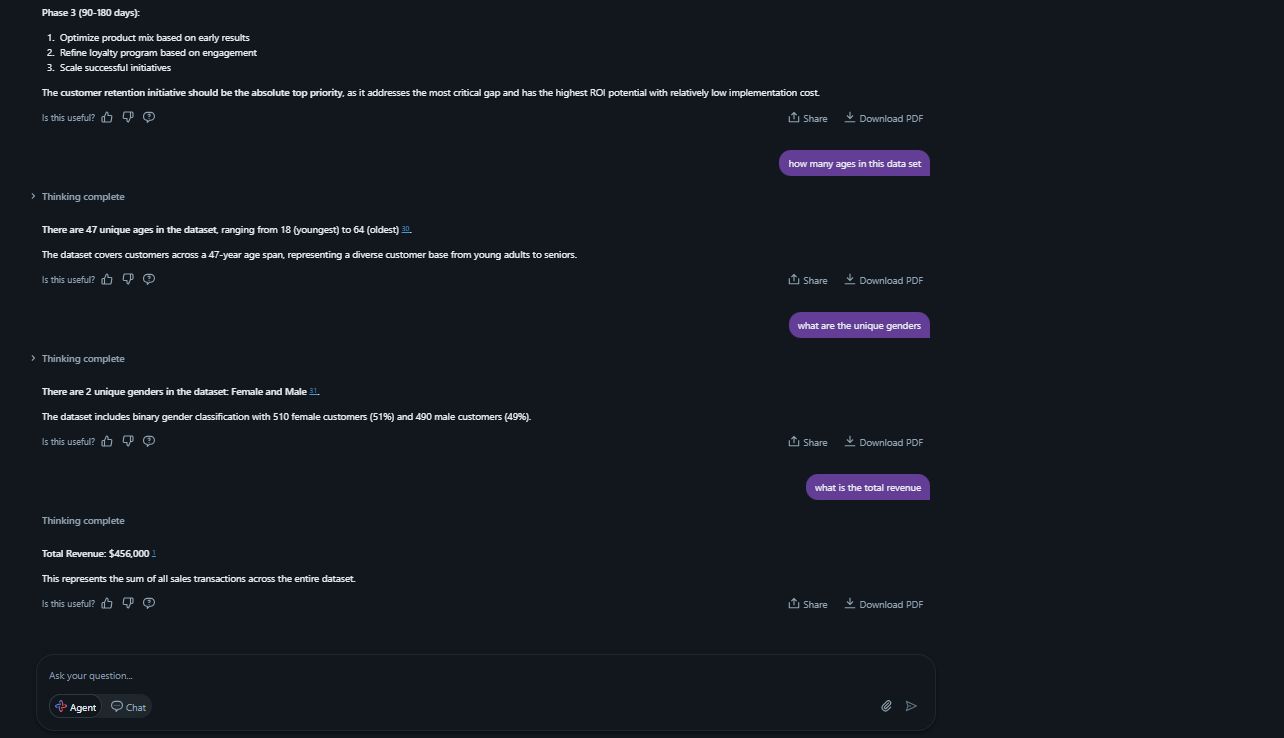 Phase 3 (90-180 days):
1. Optimize product mix based on early results
2. Refine loyalty program based on engagement
3. Scale successful initiatives
The customer retention initiative should be the absolute top priority, as it addresses the most critical gap and has the highest ROI potential with relatively low implementation cost.
Is this useful?
Share Download PDF
how many ages in this data set
Thinking complete
There are 47 unique ages in the dataset, ranging from 18 (youngest) to 64 (oldest) 30.
The dataset covers customers across a 47-year age span, representing a diverse customer base from young adults to seniors.
Is this useful?
Share Download PDF
what are the unique genders
Thinking complete
There are 2 unique genders in the dataset: Female and Male 31.
The dataset includes binary gender classification with 510 female customers (51%) and 490 male customers (49%).
Is this useful?
Share Download PDF
what is the total revenue
Thinking complete
Total Revenue: $456,000 1
This represents the sum of all sales transactions across the entire dataset.
Is this useful?
Share Download PDF
Ask your question...
Agent Chat